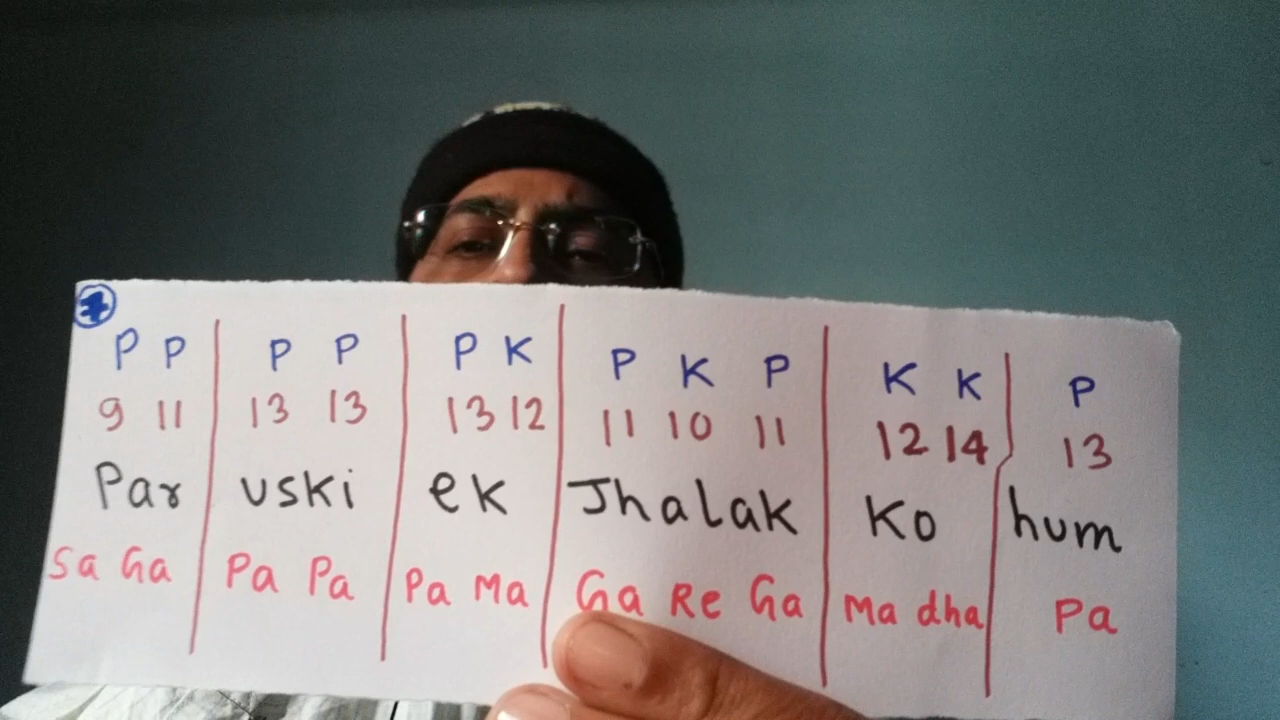 P P P P P K P K P K K P
9 11 13 13 13 12 11 10 11 12 14 13
Par uski ek Jhalak Ko hum
Sa Ga Pa Pa Pa Ma Ga Re Ga Ma dha Pa